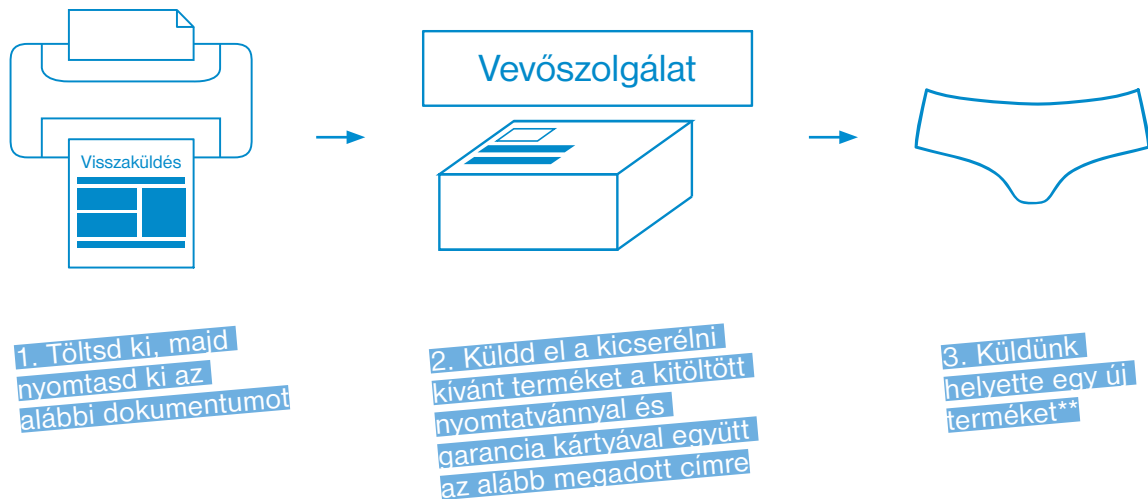 Vevőszolgálat
Visszaküldés
1. Töltsd ki, majd
nyomtasd ki az
alábbi dokumentumot
2. Küldd el a kicserélni
kívánt terméket a kitöltött
nyomtatvánnyal és
garancia kártyával együtt
az alább megadott címre
3. Küldünk
helyette egy új
terméket**